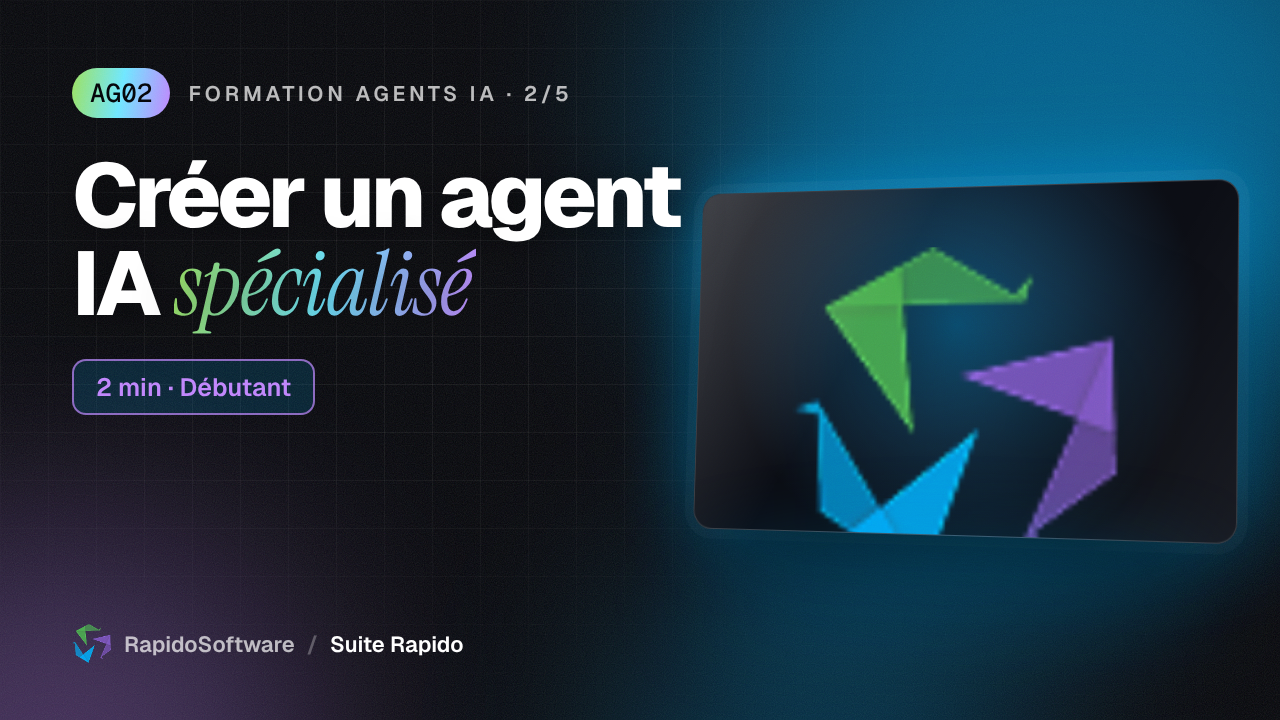 AG02 FORMATION AGENTS IA · 2/5
Créer un agent
IA spécialisé
2 min · Débutant
RapidoSoftware / Suite Rapido